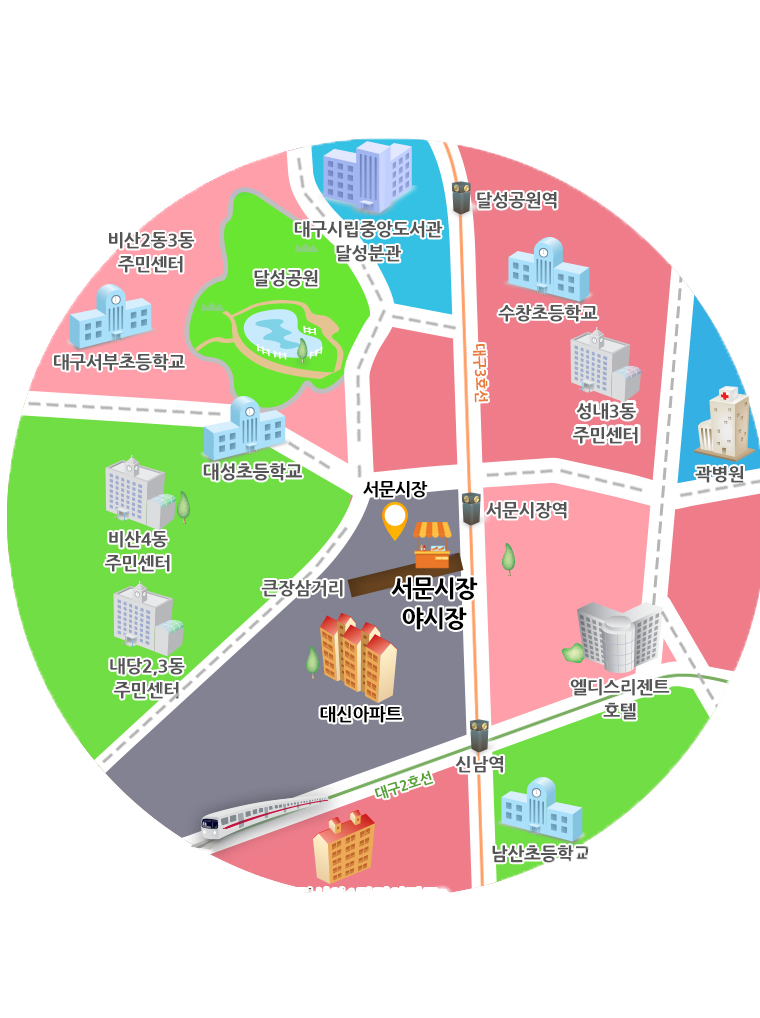 달성공원역
비산2동3동
주민센터
대구시립중앙도서관
달성분관
달성공원
수창초등학교
대구서부초등학교
대구3호선
성내3동
주민센터
대성초등학교
곽병원
서문시장
서문시장역
비산4동
주민센터
큰장삼거리
서문시장
야시장
내당2,3동
주민센터
엘디스리젠트
호텔
대신아파트
신남역
대구2호선
남산초등학교